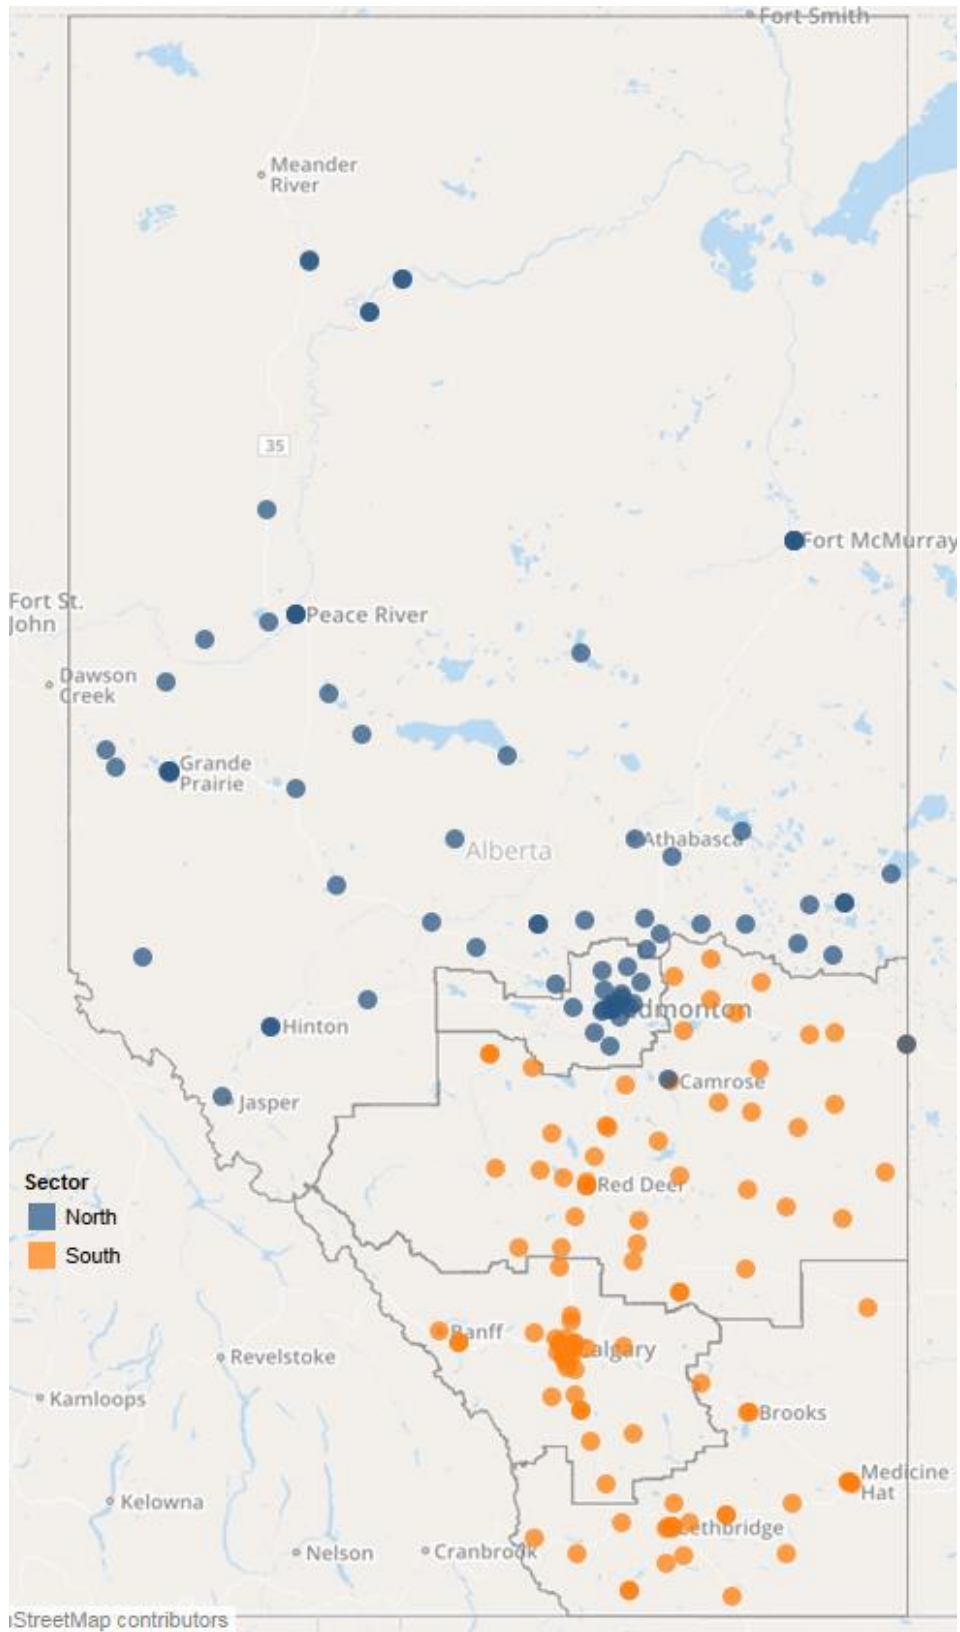 Fort Smith
Meander
River
35
Fort McMurray
Fort St.
John
Peace River
Dawson
Creek
Grande
Prairie
Athabasca
Alberta
Edmonton
Hinton
Camrose
Jasper
Sector
North
South
Red Deer
Banff
Calgary
Revelstoke
Kamloops
Brooks
Medicine
Hat
Kelowna
Lethbridge
Nelson
Cranbrook
StreetMap contributors